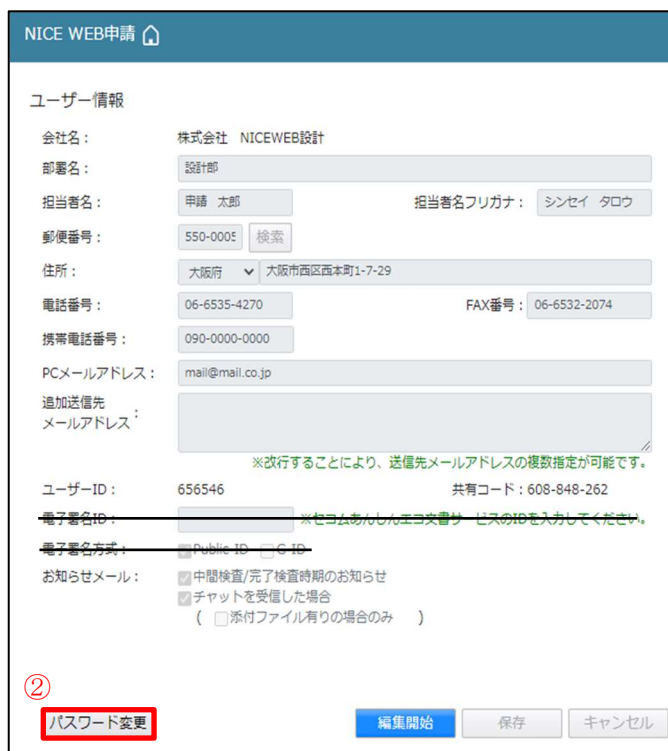 NICE WEB申請
ユーザー情報
会社名： 株式会社　NICEWEB設計
部署名： 設計部
担当者名： 申請　太郎 担当者名フリガナ： シンセイ　タロウ
郵便番号： 550-0005 検索
住所： 大阪府 大阪市西区西本町1-7-29
電話番号： 06-6535-4270 FAX番号： 06-6532-2074
携帯電話番号： 090-0000-0000
PCメールアドレス： mail@mail.co.jp
追加送信先
メールアドレス：
※改行することにより、送信先メールアドレスの複数指定が可能です。
ユーザーID： 656546 共有コード：608-848-262
電子署名ID： ※セコムあんしんエコ文書サービスのIDを入力してください。
電子署名方式： Public ID G-ID
お知らせメール： 中間検査/完了検査時期のお知らせ
チャットを受信した場合
( 添付ファイル有りの場合のみ )
②
パスワード変更 編集開始 保存 キャンセル